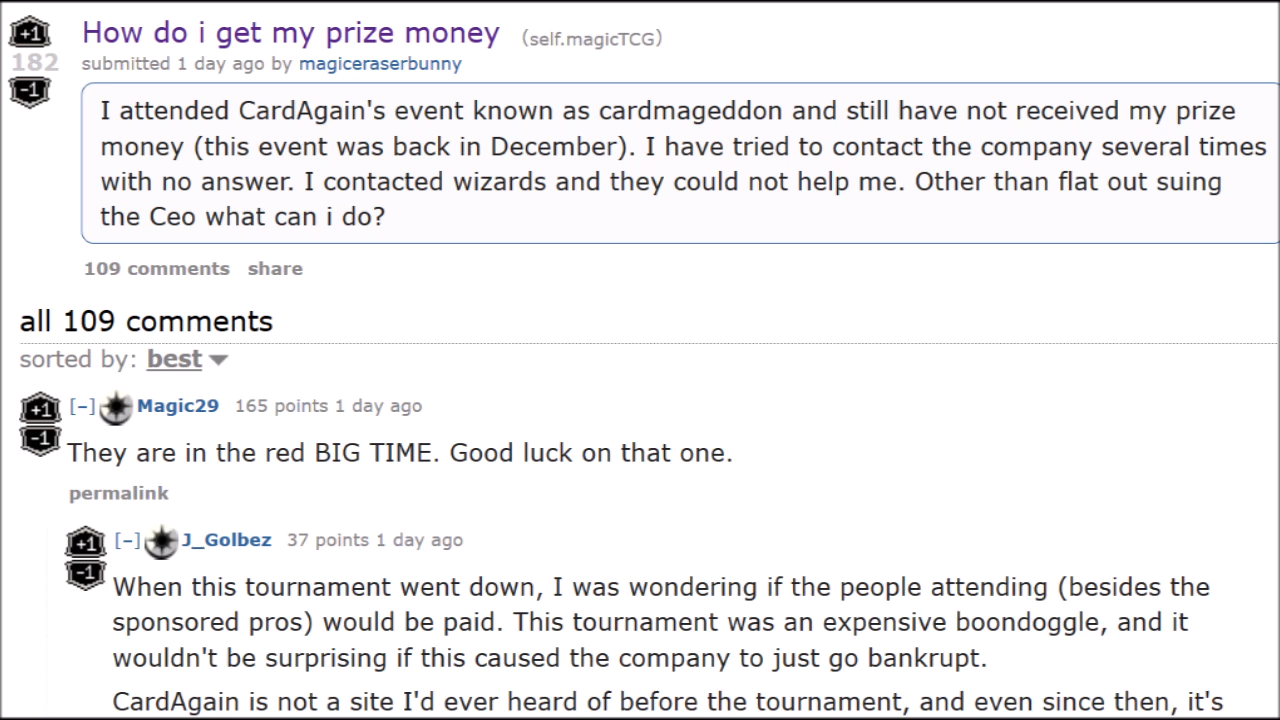 +1
How do i get my prize money (self.magicTCG)
182
submitted 1 day ago by magiceraserbunny
-1
I attended CardAgain's event known as cardmageddon and still have not received my prize
money (this event was back in December). I have tried to contact the company several times
with no answer. I contacted wizards and they could not help me. Other than flat out suing
the Ceo what can i do?
109 comments share
all 109 comments
sorted by: best
+1
[–] Magic29 165 points 1 day ago
-1
They are in the red BIG TIME. Good luck on that one.
permalink
+1
[–] J_Golbez 37 points 1 day ago
-1
When this tournament went down, I was wondering if the people attending (besides the
sponsored pros) would be paid. This tournament was an expensive boondoggle, and it
wouldn't be surprising if this caused the company to just go bankrupt.
CardAgain is not a site I'd ever heard of before the tournament, and even since then, it's